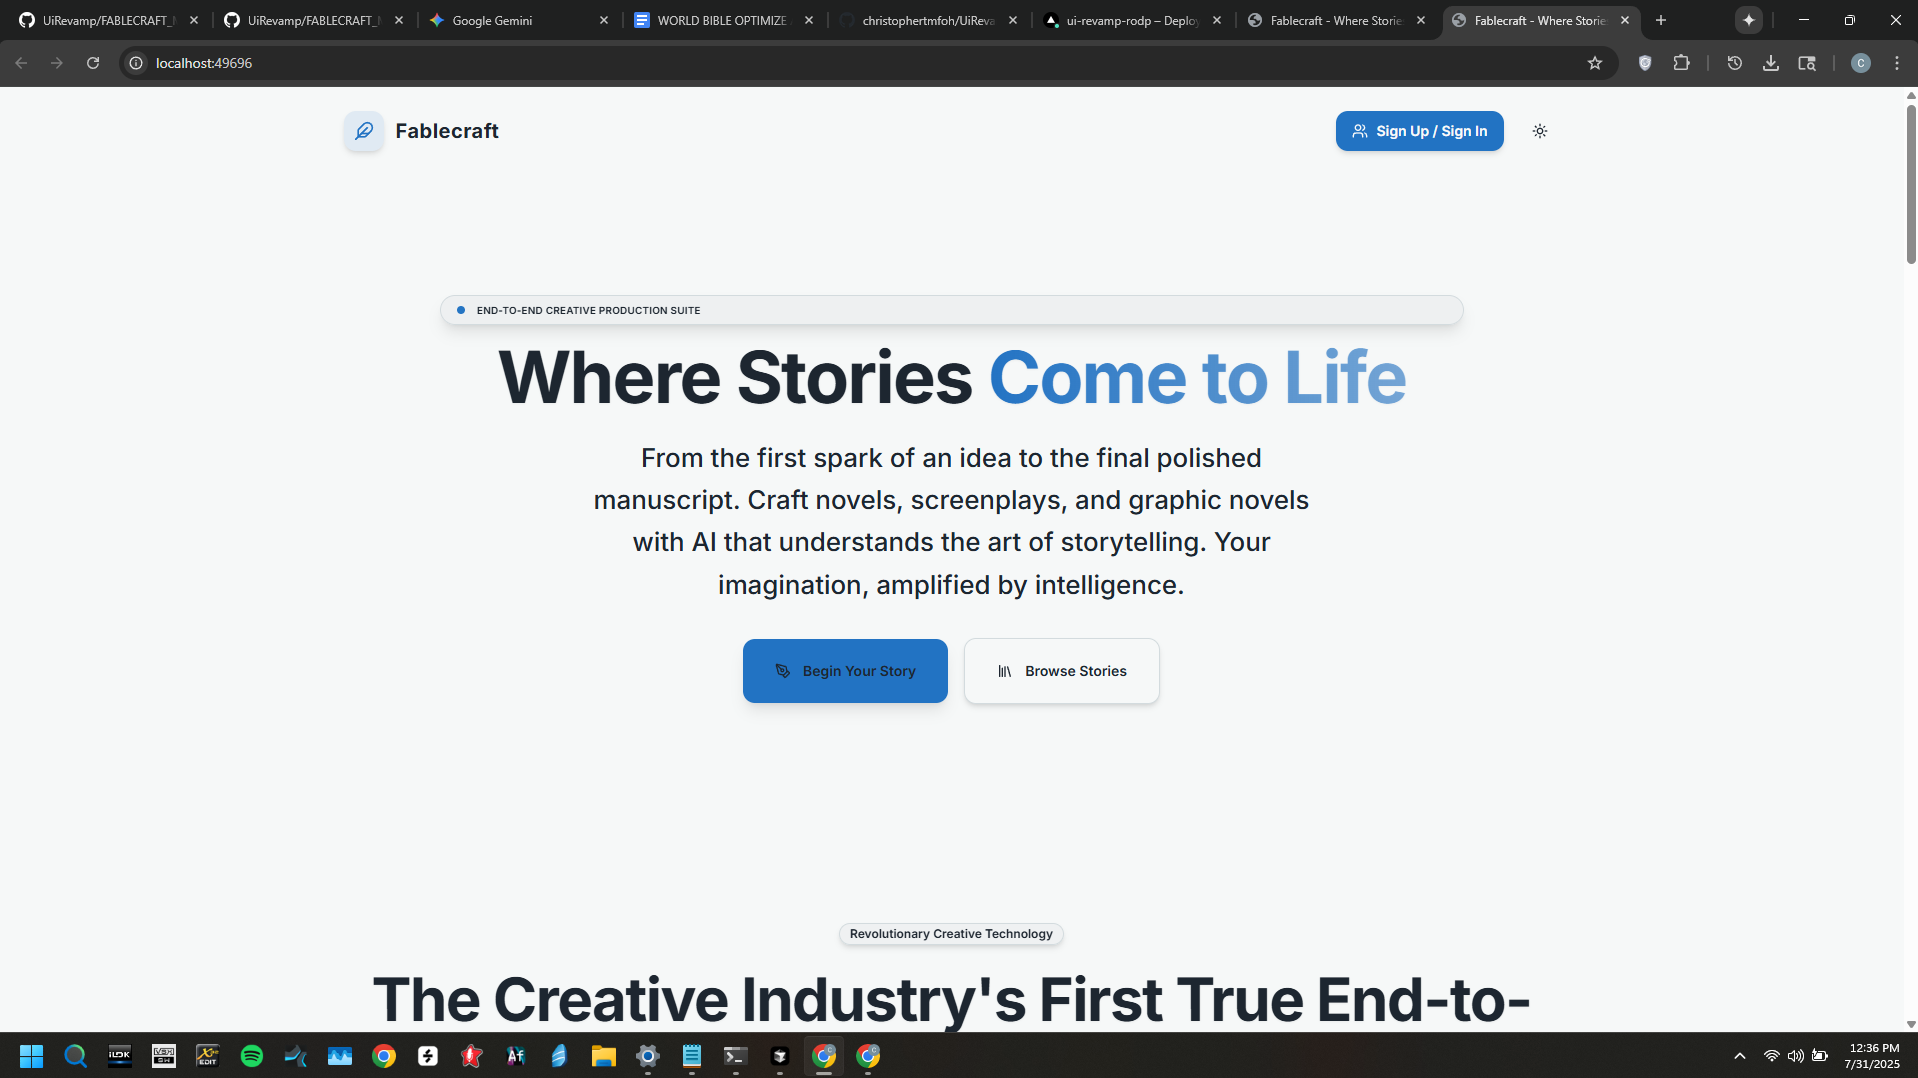 UiRevamp/FABLECRAFT_
UiRevamp/FABLECRAFT_
Google Gemini
WORLD BIBLE OPTIMIZE
christophertmfoh/UiReva
ui-revamp-rodp – Deploy
Fablecraft - Where Storie
Fablecraft - Where Storie
localhost:49696
C
Fablecraft
Sign Up / Sign In
END-TO-END CREATIVE PRODUCTION SUITE
Where Stories Come to Life
From the first spark of an idea to the final polished
manuscript. Craft novels, screenplays, and graphic novels
with AI that understands the art of storytelling. Your
imagination, amplified by intelligence.
Begin Your Story
Browse Stories
Revolutionary Creative Technology
The Creative Industry's First True End-to-
Af
EDIT
12:36 PM
7/31/2025